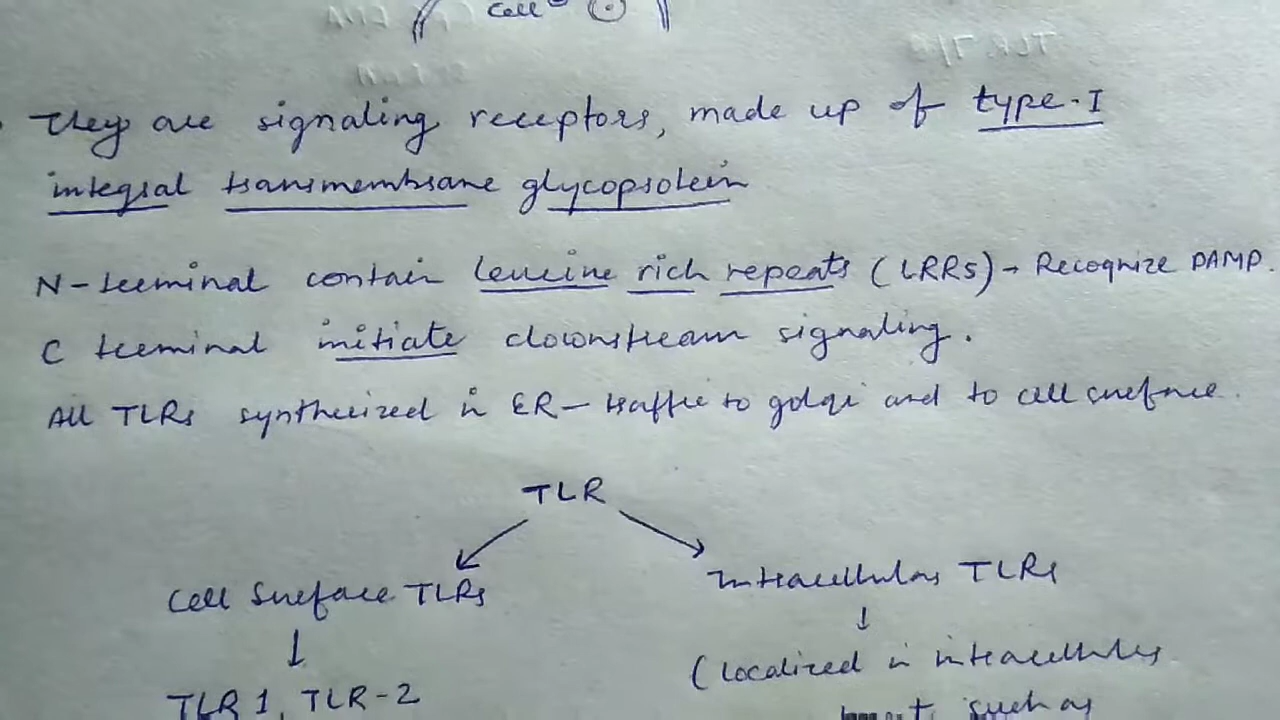 Cell
They are signaling receptors, made up of type-I
integral transmembrane glycoprotein
N-terminal contain leucine rich repeats (LRRs) → Recognize PAMP.
C terminal initiate downstream signaling.
All TLRs synthesized in ER - traffic to golgi and to cell surface.
TLR
Cell Surface TLRs
Intracellular TLRs
TLR 1, TLR-2
(localized in intracellular
such as